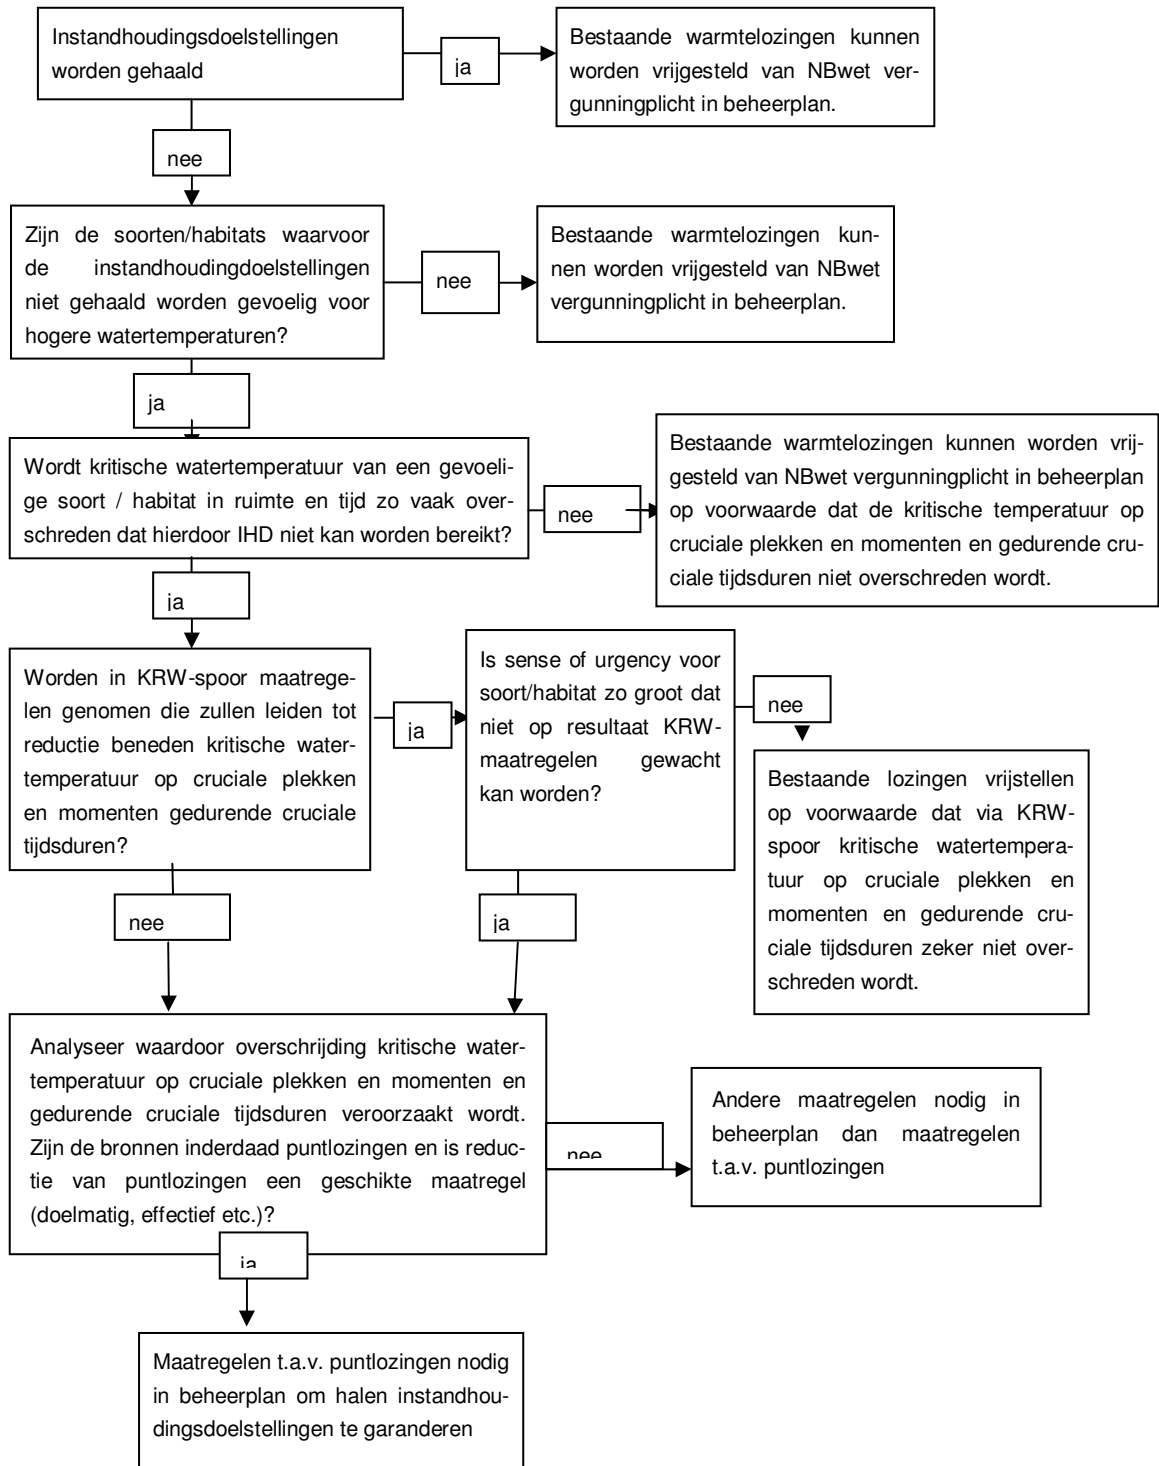 Instandhoudingsdoelstellingen
worden gehaald
ja
Bestaande warmtelozingen kunnen
worden vrijgesteld van NBwet ver-
gunningplicht in beheerplan.
nee
Zijn de soorten/habitats waarvoor
de instandhoudingdoelstellingen
niet gehaald worden gevoelig voor
hogere watertemperaturen?
nee
Bestaande warmtelozingen kun-
nen worden vrijgesteld van NBwet
vergunningplicht in beheerplan.
ja
Wordt kritische watertemperatuur van een gevoeli-
ge soort / habitat in ruimte en tijd zo vaak over-
schreden dat hierdoor IHD niet kan worden bereikt?
nee
Bestaande warmtelozingen kunnen worden vrij-
gesteld van NBwet vergunningplicht in beheerplan
op voorwaarde dat de kritische temperatuur op
cruciale plekken en momenten en gedurende cru-
ciale tijdsduren niet overschreden wordt.
ja
Worden in KRW-spoor maatrege-
len genomen die zullen leiden tot
reductie beneden kritische water-
temperatuur op cruciale plekken
en momenten gedurende cruciale
tijdsduren?
ja
Is sense of urgency voor
soort/habitat zo groot dat
niet op resultaat KRW-
maatregelen gewacht
kan worden?
nee
Bestaande lozingen vrijstellen
op voorwaarde dat via KRW-
spoor kritische watertempera-
tuur op cruciale plekken en
momenten en gedurende cru-
ciale tijdsduren zeker niet over-
schreden wordt.
nee
ja
Analyseer waardoor overschrijding kritische water-
temperatuur op cruciale plekken en momenten en
gedurende cruciale tijdsduren veroorzaakt wordt.
Zijn de bronnen inderdaad puntlozingen en is reduc-
tie van puntlozingen een geschikte maatregel
(doelmatig, effectief etc.)?
nee
Andere maatregelen nodig in
beheerplan dan maatregelen
t.a.v. puntlozingen
ja
Maatregelen t.a.v. puntlozingen nodig
in beheerplan om halen instandhou-
dingsdoelstellingen te garanderen